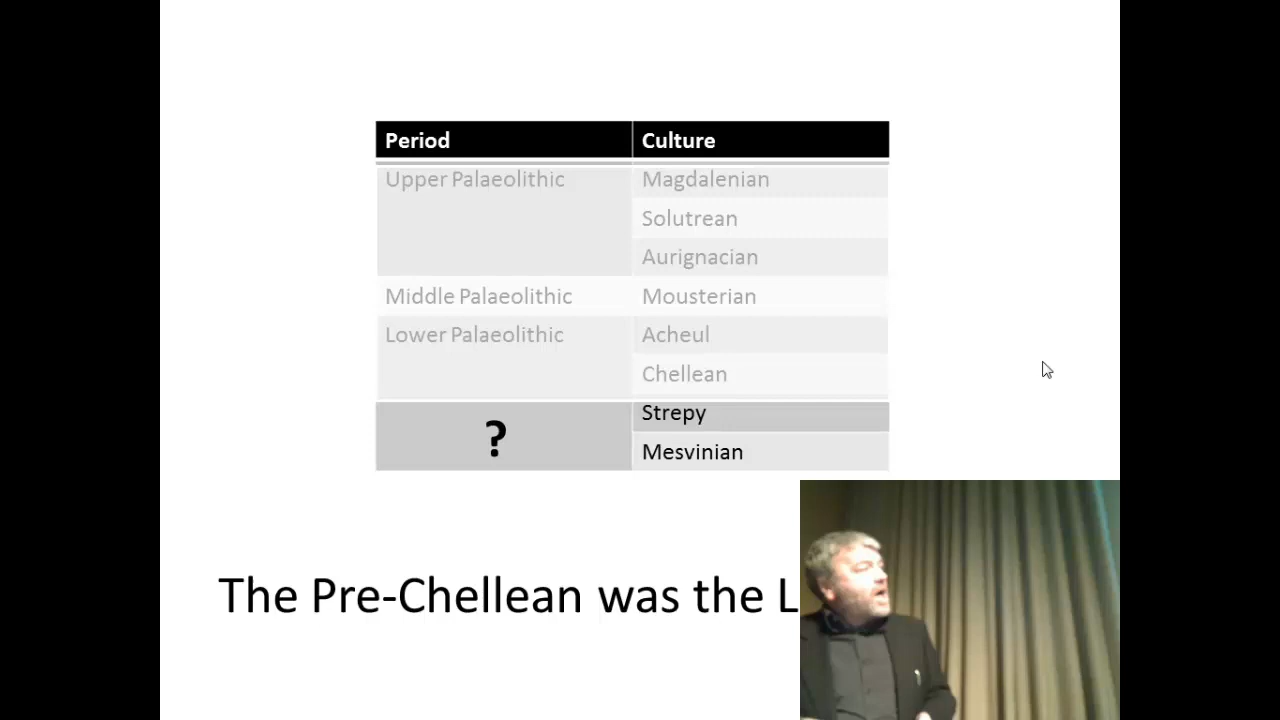 Period Culture
Upper Palaeolithic Magdalenian
Solutrean
Aurignacian
Middle Palaeolithic Mousterian
Lower Palaeolithic Acheul
Chellean
Strepy
?
Mesvinian
The Pre-Chellean was the L